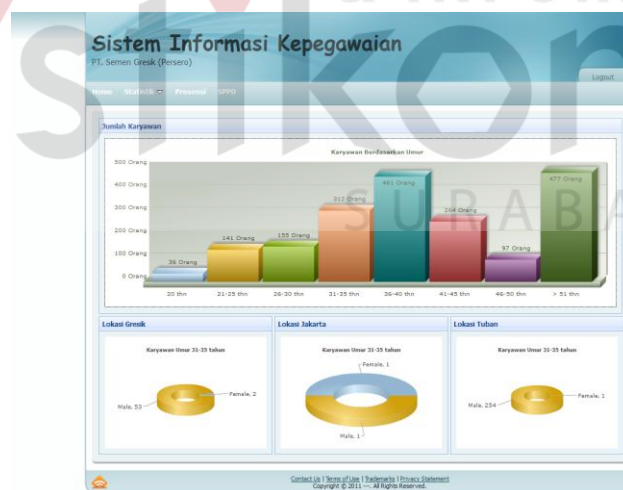 Sistem Informasi Kepegawaian
PT. Semen Gresik (Persero)
Logout
Home Statistik Presensi SPPD
Jumlah Karyawan
Karyawan Berdasarkan Umur
500 Orang
400 Orang
300 Orang
200 Orang
100 Orang
0 Orang
36 Orang
141 Orang
155 Orang
312 Orang
461 Orang
264 Orang
97 Orang
477 Orang
20 thn 21-25 thn 26-30 thn 31-35 thn 36-40 thn 41-45 thn 46-50 thn > 51 thn
SURABA
Lokasi Gresik Lokasi Jakarta Lokasi Tuban
Karyawan Umur 31-35 tahun
Male, 53
Female, 2
Karyawan Umur 31-35 tahun
Female, 1
Male, 1
Karyawan Umur 31-35 tahun
Male, 254
Female, 1
Contact Us | Terms of Use | Trademarks | Privacy Statement
Copyright © 2011 ---. All Rights Reserved.